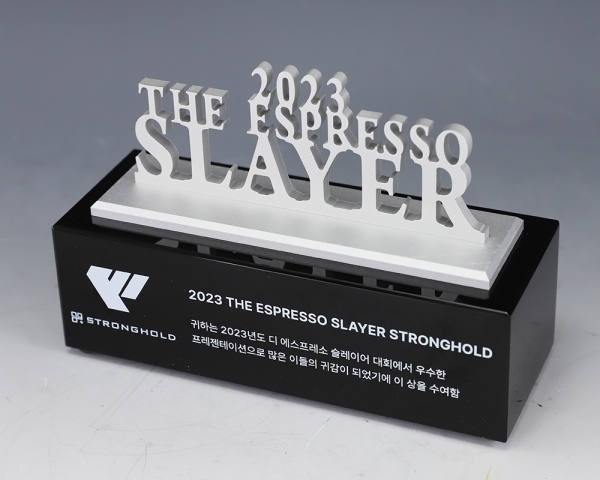 2023
THE ESPRESSO
SLAYER
STRONGHOLD
2023 THE ESPRESSO SLAYER STRONGHOLD
귀하는 2023년도 디 에스프레소 슬레이어 대회에서 우수한
프레젠테이션으로 많은 이들의 귀감이 되었기에 이 상을 수여함